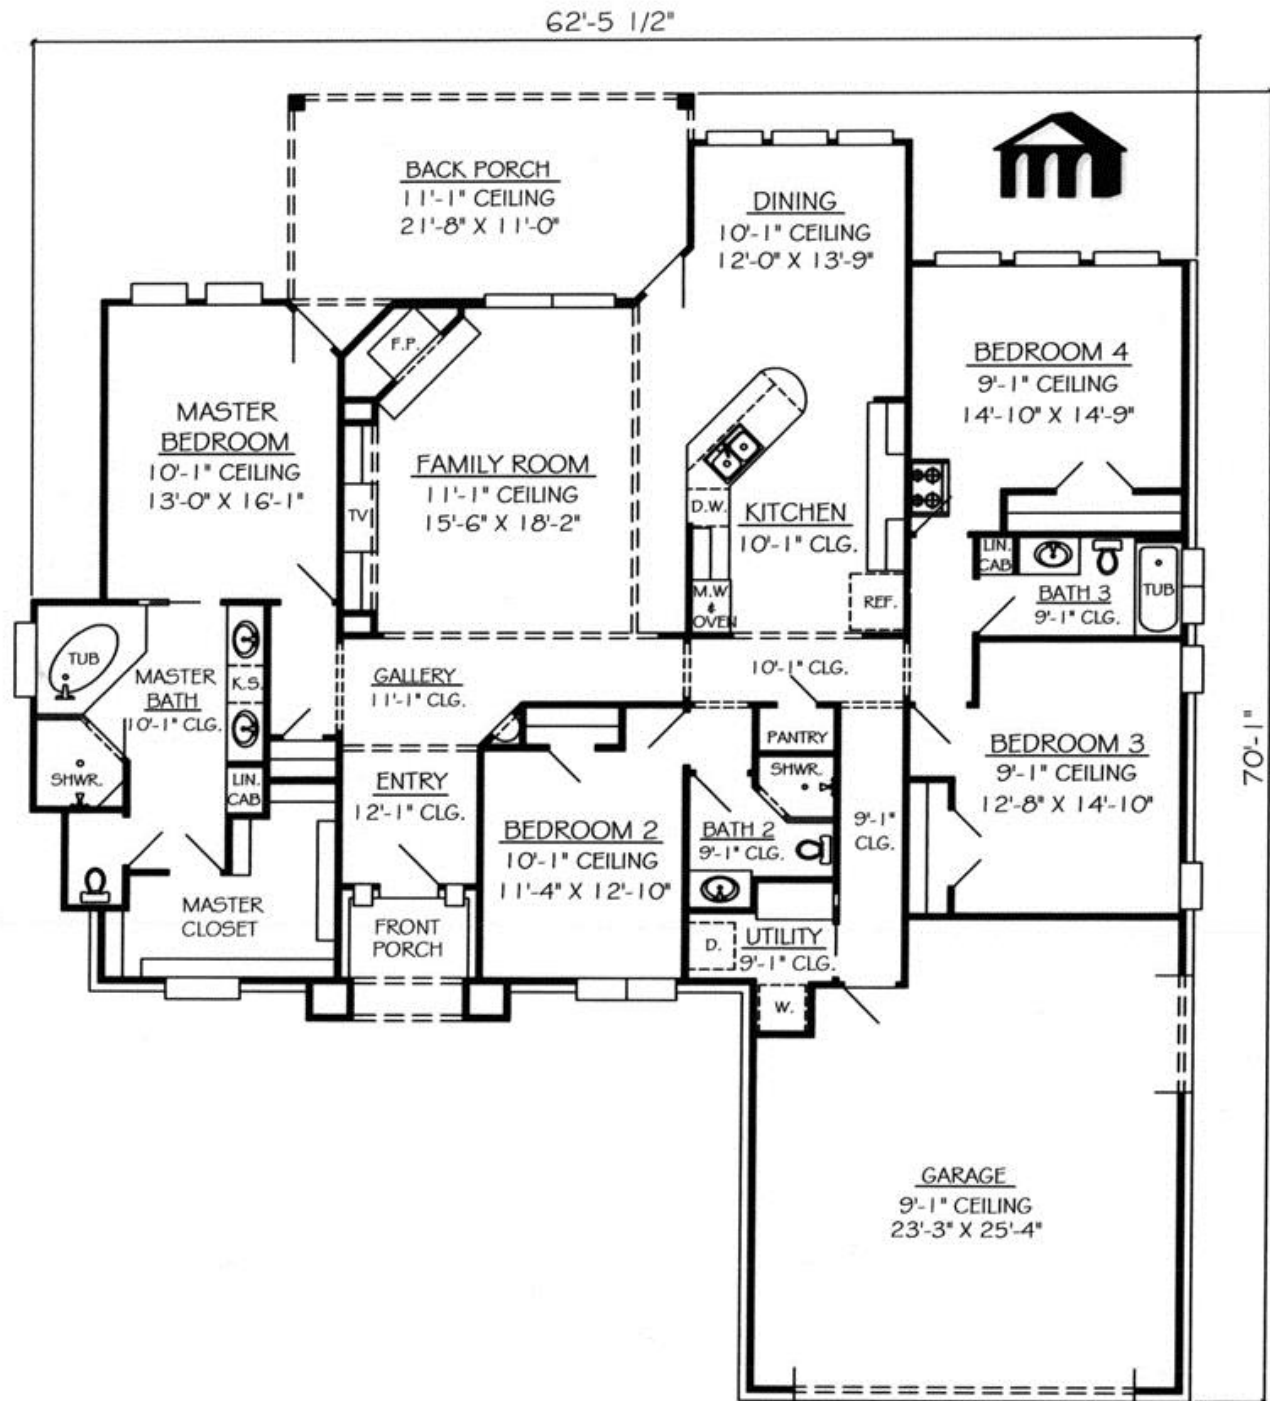 62'-5 1/2"
BACK PORCH
11'-1" CEILING
21'-8" X 11'-0"
DINING
10'-1" CEILING
12'-0" X 13'-9"
F.P.
BEDROOM 4
9'-1" CEILING
14'-10" X 14'-9"
MASTER
BEDROOM
10'-1" CEILING
13'-0" X 16'-1"
FAMILY ROOM
11'-1" CEILING
15'-6" X 18'-2"
TV
D.W.
KITCHEN
10'-1" CLG.
M.W
&
OVEN
REF.
LIN.
CAB
BATH 3
9'-1" CLG.
TUB
TUB
MASTER
BATH
10'-1" CLG.
K.S.
GALLERY
11'-1" CLG.
10'-1" CLG.
PANTRY
SHWR.
LIN.
CAB
ENTRY
12'-1" CLG.
SHWR.
BEDROOM 3
9'-1" CEILING
12'-8" X 14'-10"
70'-1"
BEDROOM 2
10'-1" CEILING
11'-4" X 12'-10"
BATH 2
9'-1" CLG.
9'-1"
CLG.
MASTER
CLOSET
FRONT
PORCH
D.
UTILITY
9'-1" CLG.
W.
GARAGE
9'-1" CEILING
23'-3" X 25'-4"